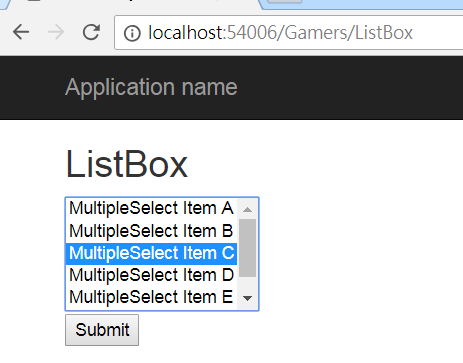 localhost:54006/Gamers/ListBox
Application name
ListBox
MultipleSelect Item A
MultipleSelect Item B
MultipleSelect Item C
MultipleSelect Item D
MultipleSelect Item E
Submit